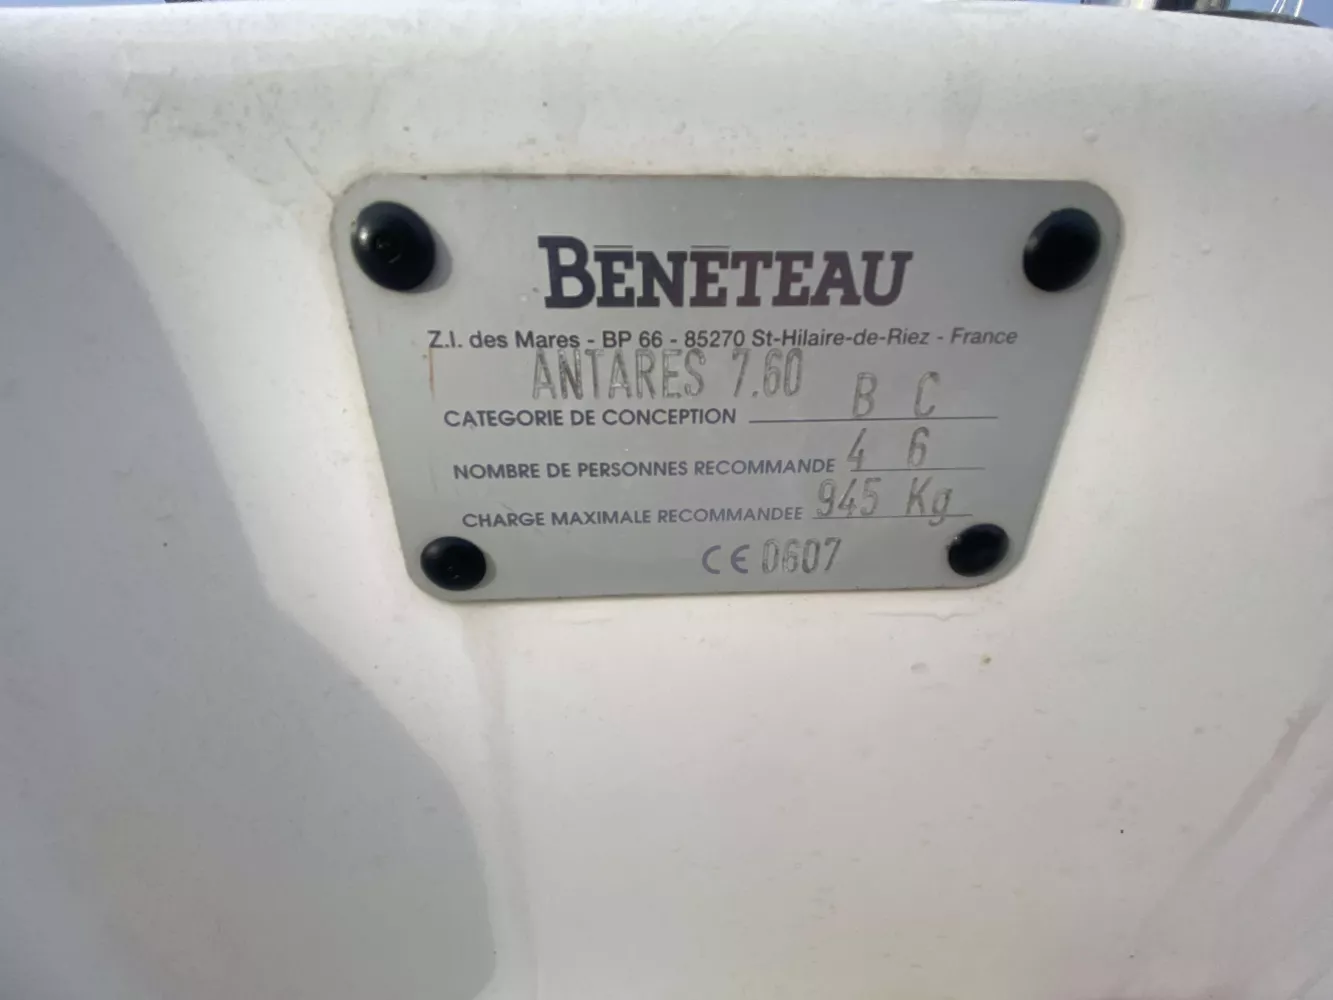 BĒNĒTEAU
Z.I. des Mares - BP 66 - 85270 St-Hilaire-de-Riez - France
ANTARES 7.60
CATEGORIE DE CONCEPTION B C
NOMBRE DE PERSONNES RECOMMANDE 4 6
CHARGE MAXIMALE RECOMMANDEE 945 Kg
CE 0607